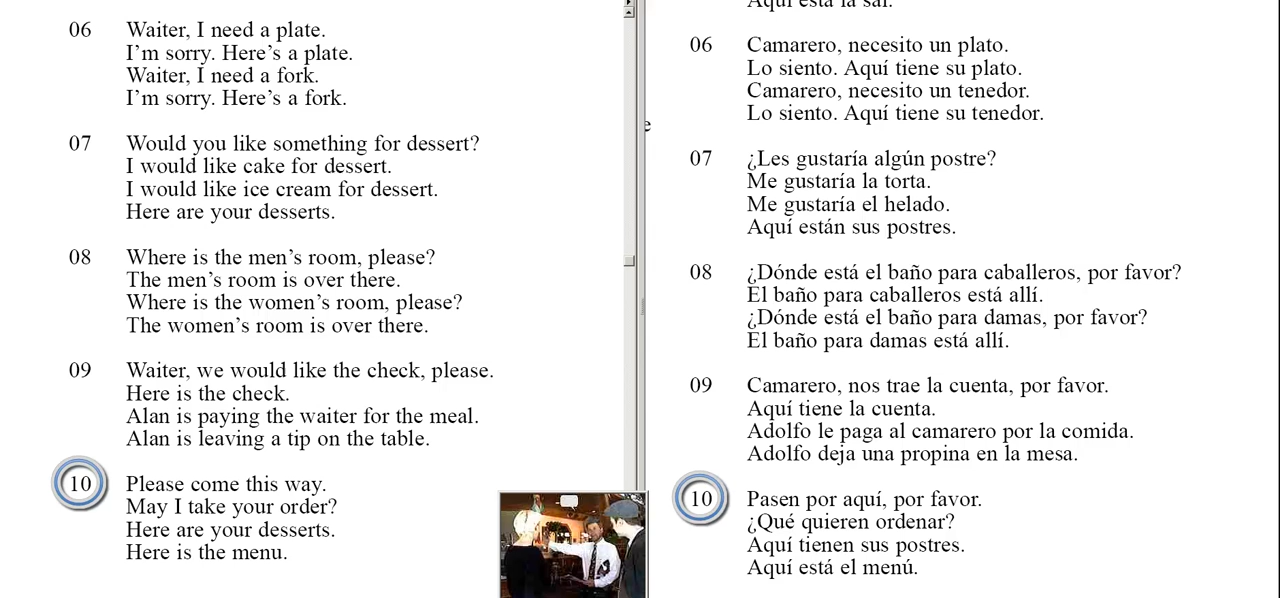 06 Waiter, I need a plate.
I'm sorry. Here's a plate.
Waiter, I need a fork.
I'm sorry. Here's a fork.
07 Would you like something for dessert?
I would like cake for dessert.
I would like ice cream for dessert.
Here are your desserts.
08 Where is the men's room, please?
The men's room is over there.
Where is the women's room, please?
The women's room is over there.
09 Waiter, we would like the check, please.
Here is the check.
Alan is paying the waiter for the meal.
Alan is leaving a tip on the table.
10 Please come this way.
May I take your order?
Here are your desserts.
Here is the menu.
e
Aquí está la sal.
06 Camarero, necesito un plato.
Lo siento. Aquí tiene su plato.
Camarero, necesito un tenedor.
Lo siento. Aquí tiene su tenedor.
07 ¿Les gustaría algún postre?
Me gustaría la torta.
Me gustaría el helado.
Aquí están sus postres.
08 ¿Dónde está el baño para caballeros, por favor?
El baño para caballeros está allí.
¿Dónde está el baño para damas, por favor?
El baño para damas está allí.
09 Camarero, nos trae la cuenta, por favor.
Aquí tiene la cuenta.
Adolfo le paga al camarero por la comida.
Adolfo deja una propina en la mesa.
10 Pasen por aquí, por favor.
¿Qué quieren ordenar?
Aquí tienen sus postres.
Aquí está el menú.